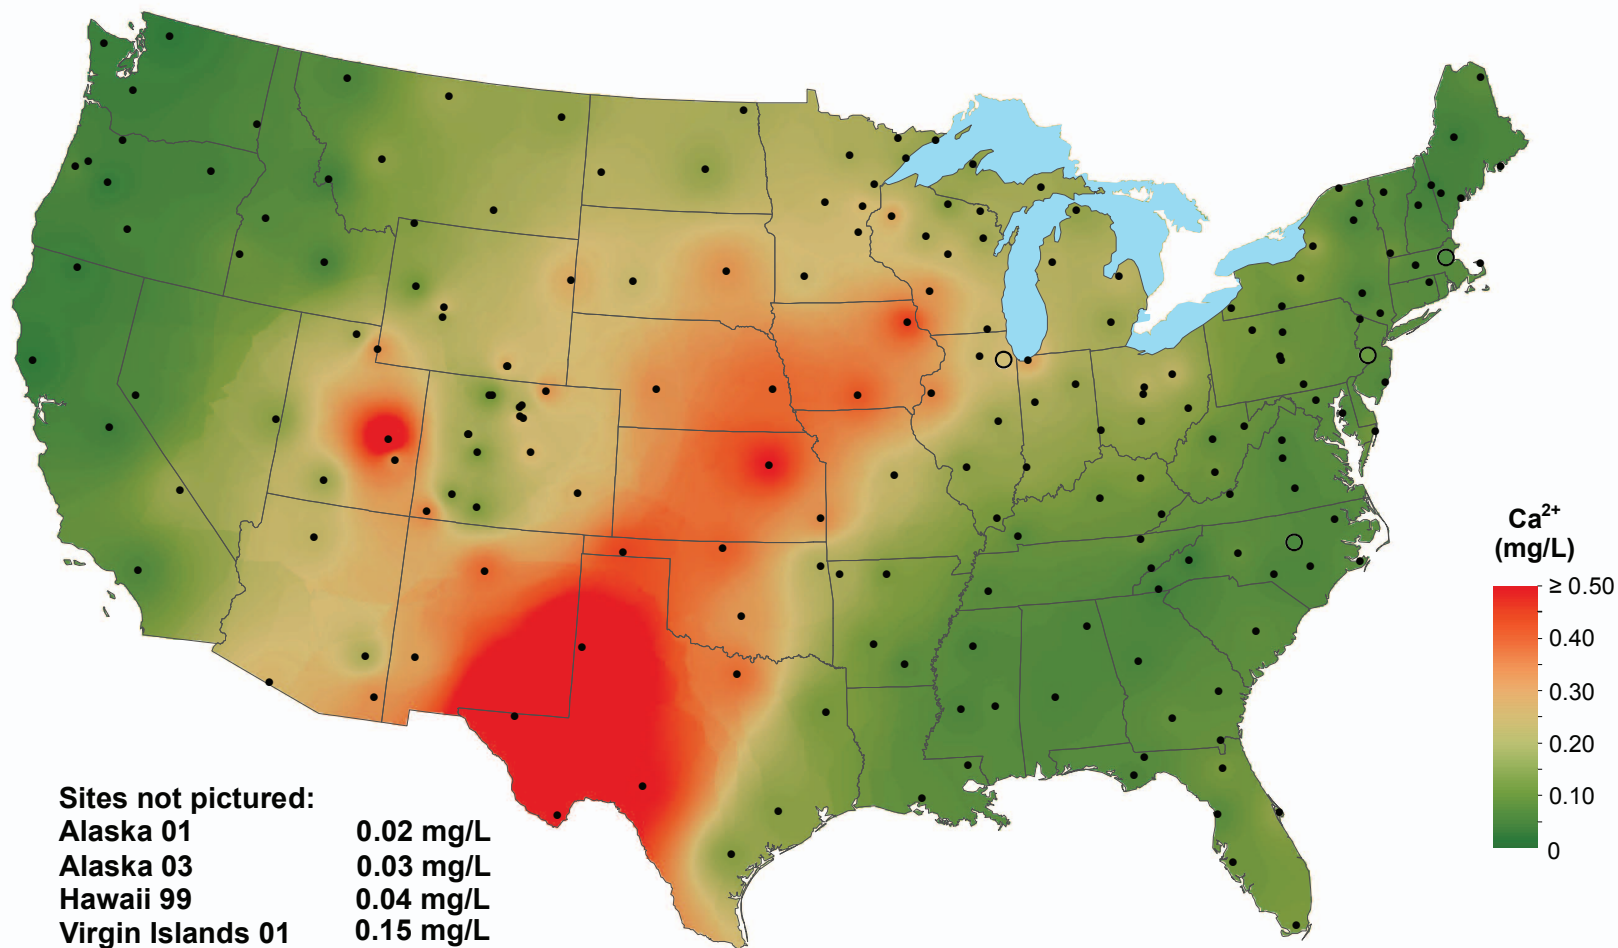 Ca²⁺
(mg/L)
≥ 0.50
0.40
0.30
0.20
0.10
0
Sites not pictured:
Alaska 01 0.02 mg/L
Alaska 03 0.03 mg/L
Hawaii 99 0.04 mg/L
Virgin Islands 01 0.15 mg/L